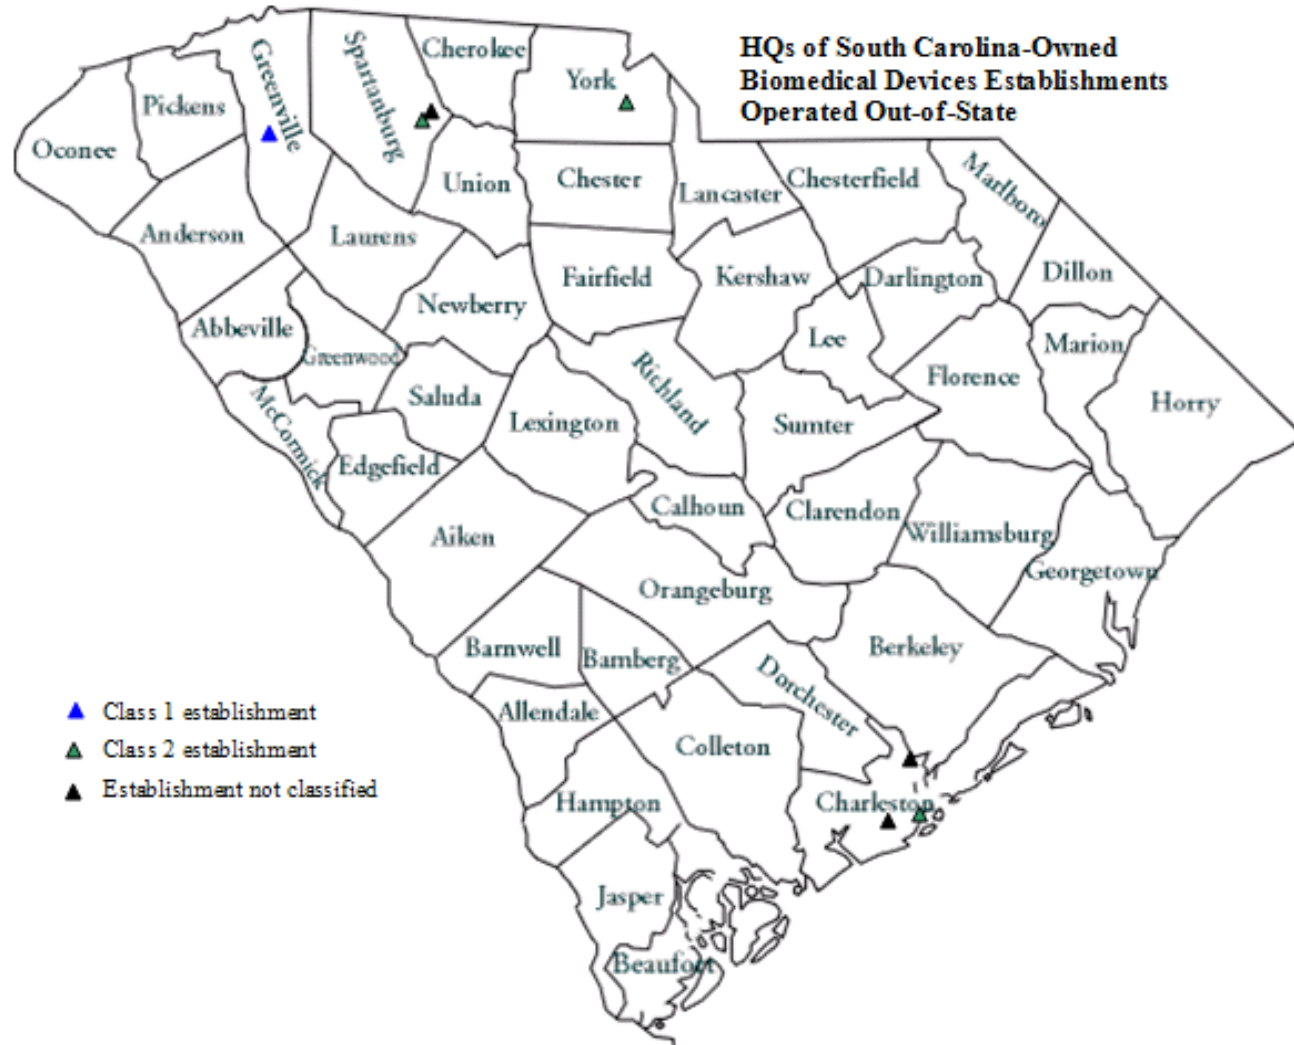 HQs of South Carolina-Owned
Biomedical Devices Establishments
Operated Out-of-State
Cherokee
York
Greenville
Spartanburg
Pickens
Oconee
Union
Chester
Lancaster
Chesterfield
Marlboro
Anderson
Laurens
Fairfield
Kershaw
Darlington
Dillon
Newberry
Abbeville
Greenwood
Lee
Marion
Richland
Florence
Saluda
Lexington
Sumter
Horry
McCormick
Edgefield
Calhoun
Clarendon
Aiken
Williamsburg
Georgetown
Orangeburg
Barnwell
Bamberg
Berkeley
Dorchester
Allendale
Colleton
Hampton
Charleston
Jasper
Beaufort
Class 1 establishment
Class 2 establishment
Establishment not classified